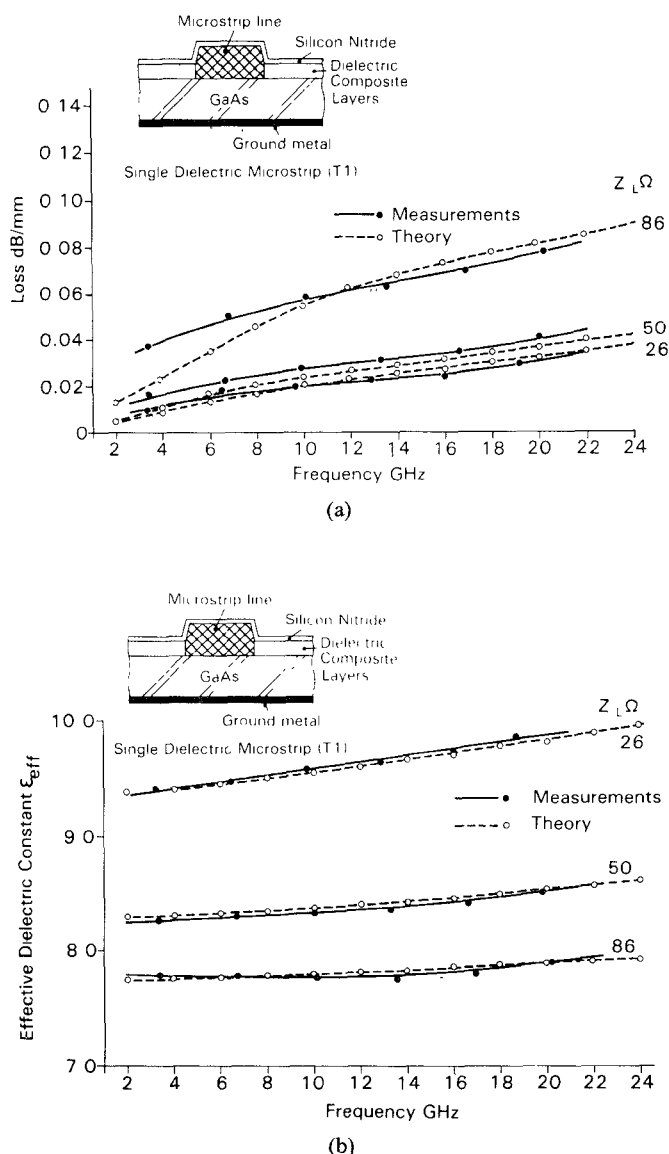 Microstrip line
Silicon Nritride
Dielectric
Composite
Layers
GaAs
Ground metal
Single Dielectric Microstrip (T1)
Z L Ω
Measurements
Theory
86
50
26
Loss dB/mm
0 14
0 12
0 1
0 08
0 06
0 04
0 02
0
2 4 6 8 10 12 14 16 18 20 22 24
Frequency GHz
(a)
Microstrip line
Silicon Nitride
Dielectric
Composite
Layers
GaAs
Ground metal
Single Dielectric Microstrip (T1)
Z L Ω
26
Measurements
Theory
50
86
Effective Dielectric Constant εeff
10 0
9 0
8 0
7 0
2 4 6 8 10 12 14 16 18 20 22 24
Frequency GHz
(b)